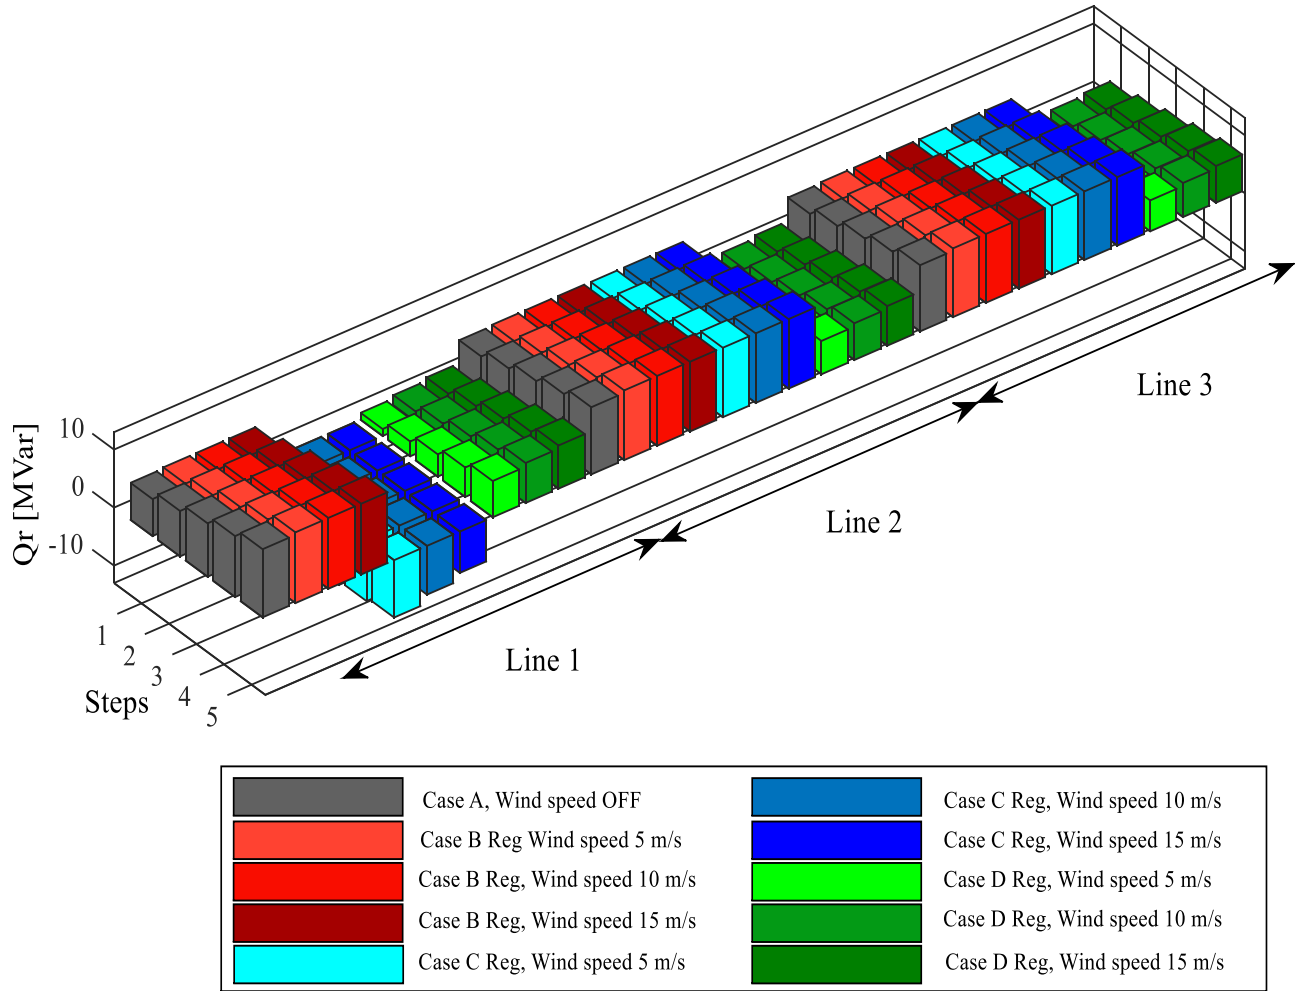 10
0
-10
Qr [MVar]
1
2
3
4
5
Steps
Line 1
Line 2
Line 3
Case A, Wind speed OFF
Case B Reg Wind speed 5 m/s
Case B Reg, Wind speed 10 m/s
Case B Reg, Wind speed 15 m/s
Case C Reg, Wind speed 5 m/s
Case C Reg, Wind speed 10 m/s
Case C Reg, Wind speed 15 m/s
Case D Reg, Wind speed 5 m/s
Case D Reg, Wind speed 10 m/s
Case D Reg, Wind speed 15 m/s